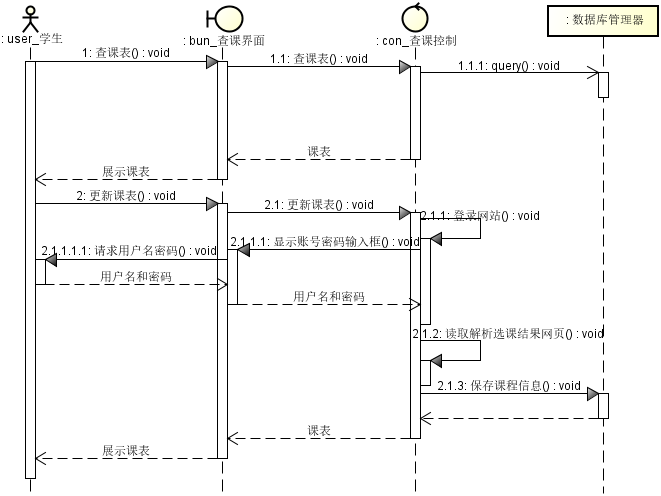 : 数据库管理器
: user_学生
: bun_查课界面
: con_查课控制
1: 查课表() : void
1.1: 查课表() : void
1.1.1: query() : void
课表
展示课表
2: 更新课表() : void
2.1: 更新课表() : void
2.1.1: 登录网站() : void
2.1.1.1: 显示账号密码输入框() : void
2.1.1.1.1: 请求用户名密码() : void
用户名和密码
用户名和密码
2.1.2: 读取解析选课结果网页() : void
2.1.3: 保存课程信息() : void
课表
展示课表